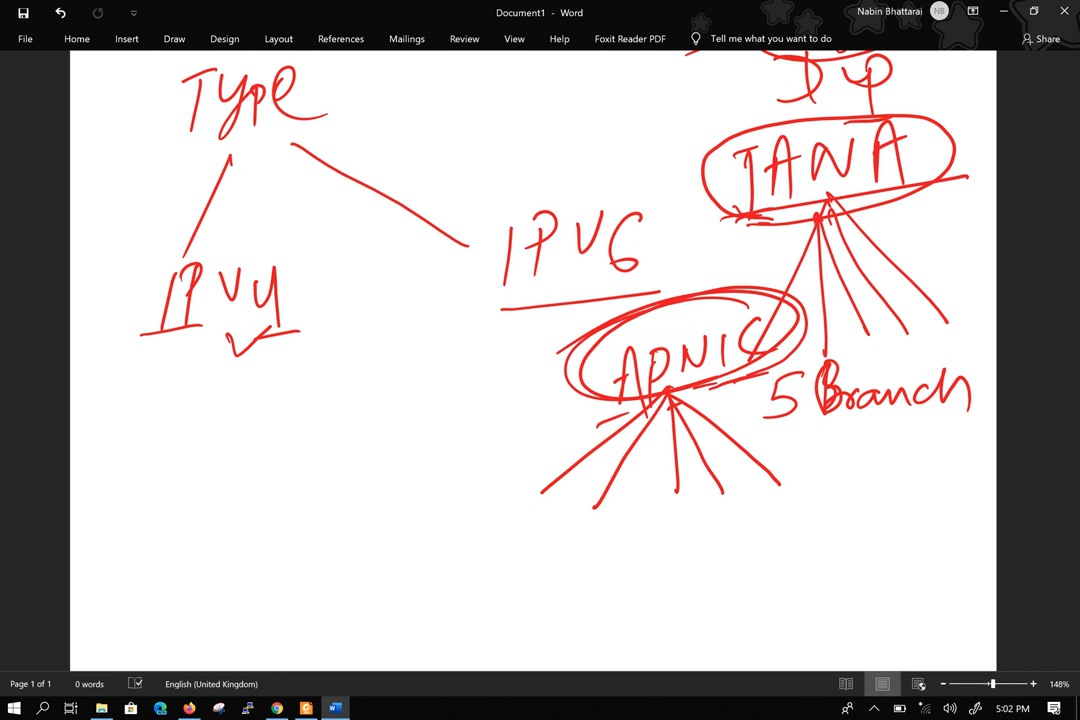 Document1 - Word
Nabin Bhattarai
NB
File Home Insert Draw Design Layout References Mailings Review View Help Foxit Reader PDF Tell me what you want to do Share
Type
IP
IANA
IPV4
IPV6
APNIC
5 Branch
Page 1 of 1 0 words English (United Kingdom) 148%
5:02 PM